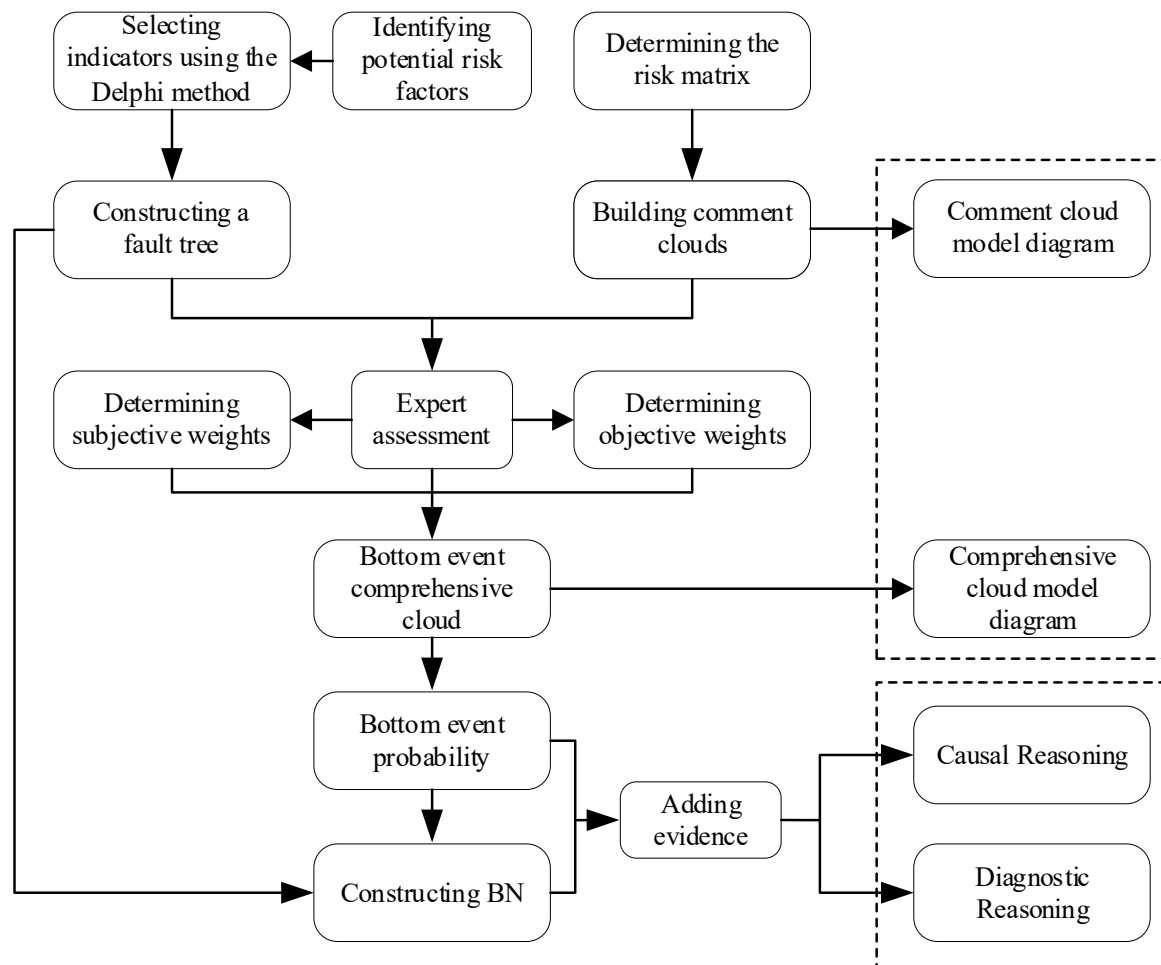 Selecting
indicators using the
Delphi method
Identifying
potential risk
factors
Determining the
risk matrix
Constructing a
fault tree
Building comment
clouds
Comment cloud
model diagram
Determining
subjective weights
Expert
assessment
Determining
objective weights
Bottom event
comprehensive
cloud
Comprehensive
cloud model
diagram
Bottom event
probability
Causal Reasoning
Adding
evidence
Constructing BN
Diagnostic
Reasoning